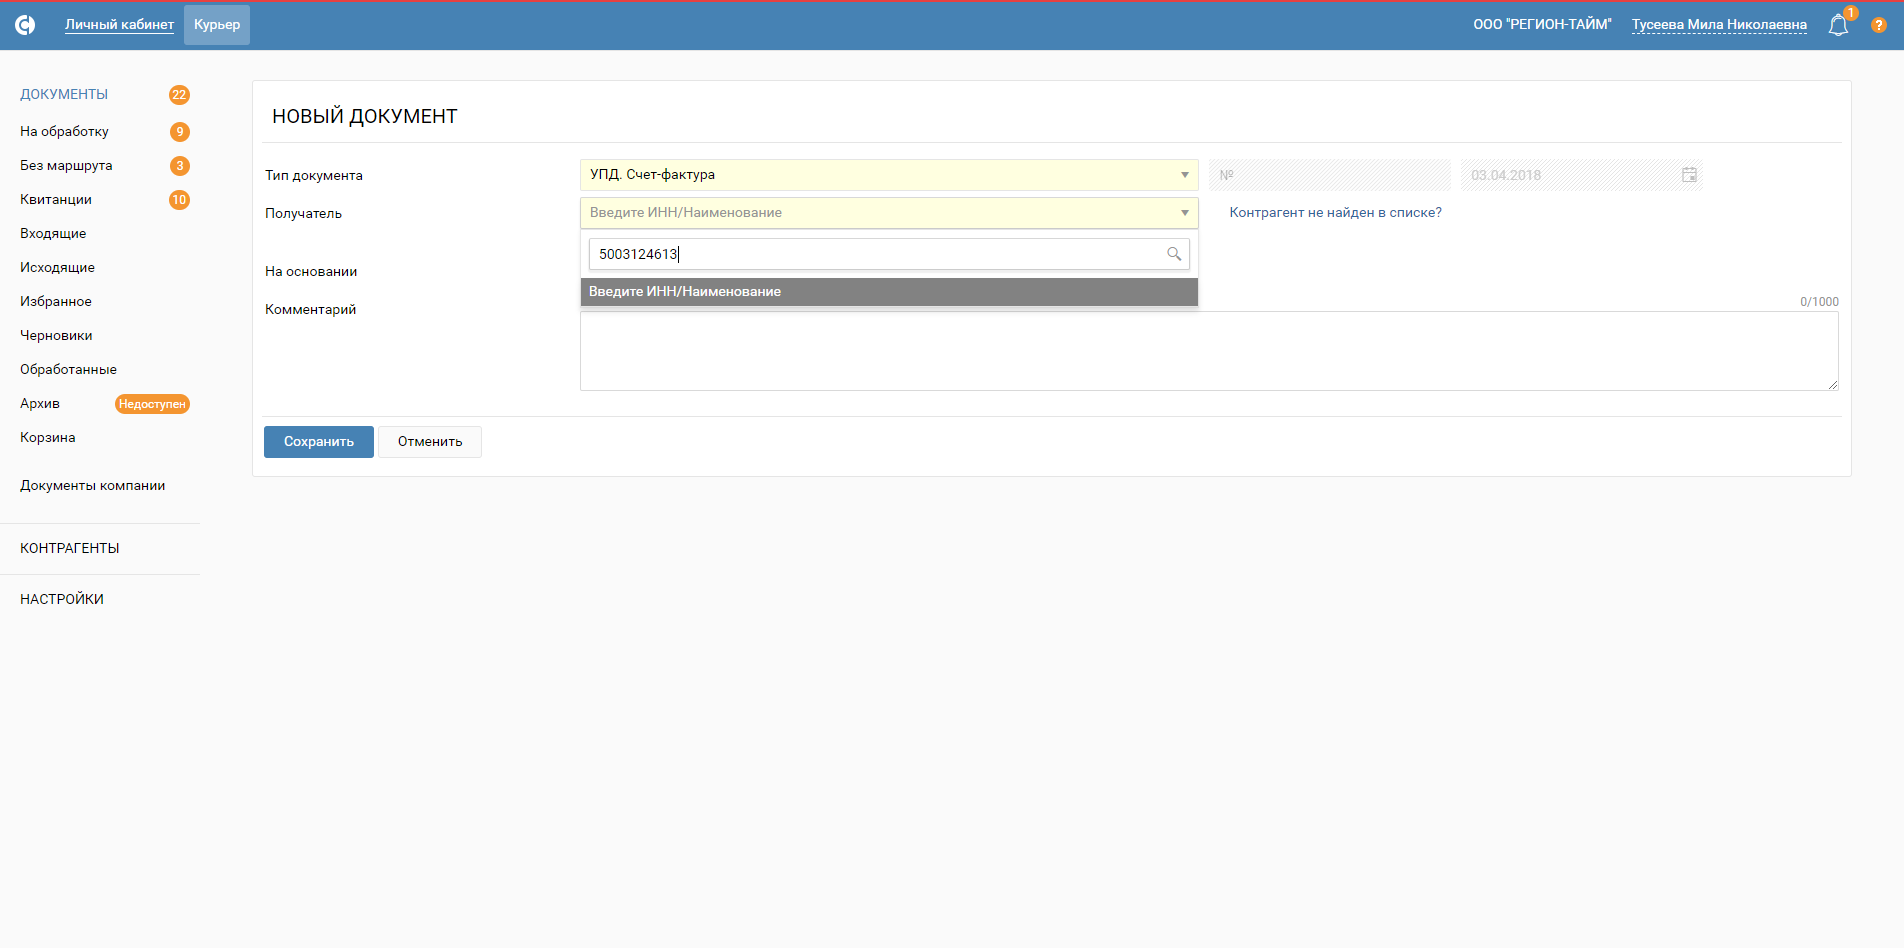 Личный кабинет Курьер ООО "РЕГИОН-ТАЙМ" Тусеева Мила Николаевна 1 ?
ДОКУМЕНТЫ 22
На обработку 9
Без маршрута 3
Квитанции 10
Входящие
Исходящие
Избранное
Черновики
Обработанные
Архив Недоступен
Корзина
Документы компании
КОНТРАГЕНТЫ
НАСТРОЙКИ
НОВЫЙ ДОКУМЕНТ
Тип документа УПД. Счет-фактура № 03.04.2018
Получатель Введите ИНН/Наименование Контрагент не найден в списке?
5003124613
На основании
Введите ИНН/Наименование
Комментарий 0/1000
Сохранить Отменить